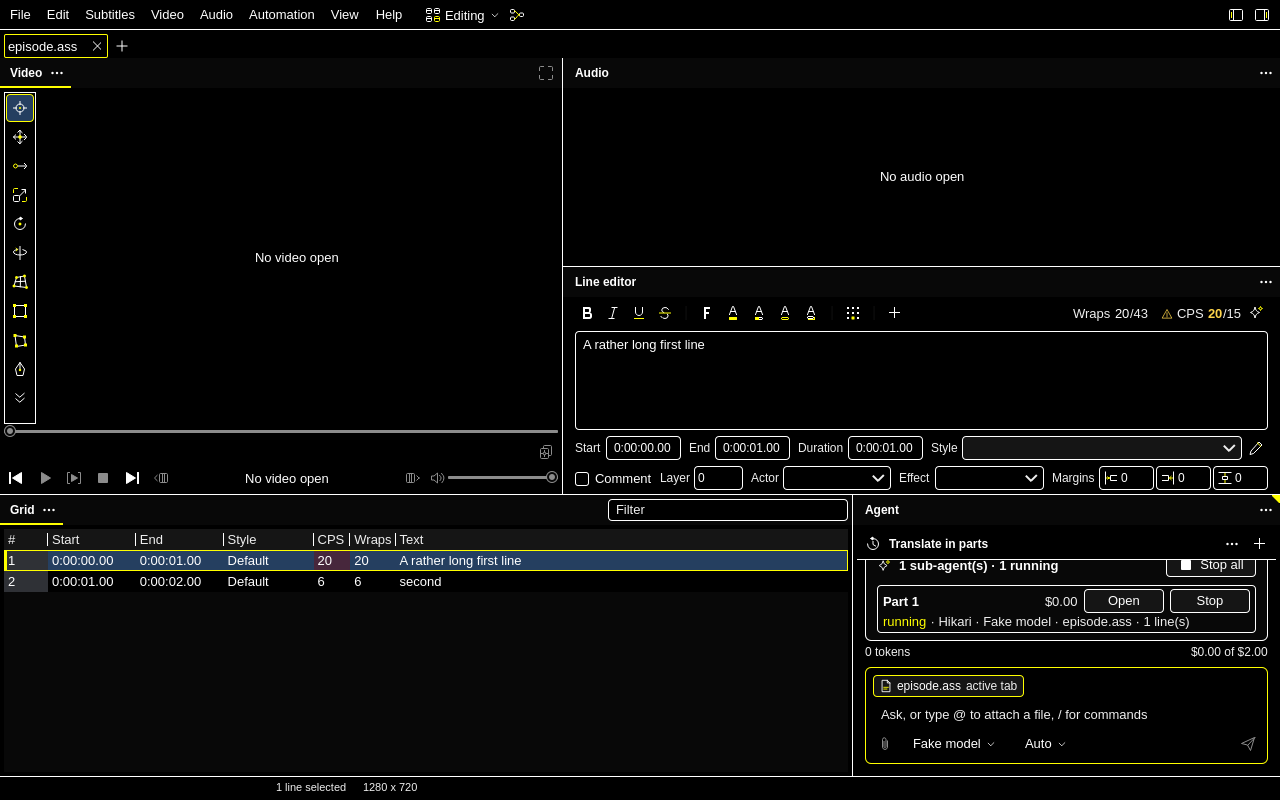 File Edit Subtitles Video Audio Automation View Help Editing
episode.ass
Video
Audio
No video open
No audio open
Line editor
B I U S F A A A A Wraps 20/43 CPS 20/15
A rather long first line
Start 0:00:00.00 End 0:00:01.00 Duration 0:00:01.00 Style
No video open
Comment Layer 0 Actor Effect Margins 0 0 0
Grid
Filter
Agent
# Start End Style CPS Wraps Text
1 0:00:00.00 0:00:01.00 Default 20 20 A rather long first line
2 0:00:01.00 0:00:02.00 Default 6 6 second
Translate in parts
1 sub-agent(s) · 1 running Stop all
Part 1 $0.00 Open Stop
running · Hikari · Fake model · episode.ass · 1 line(s)
0 tokens $0.00 of $2.00
episode.ass active tab
Ask, or type @ to attach a file, / for commands
Fake model Auto
1 line selected 1280 x 720